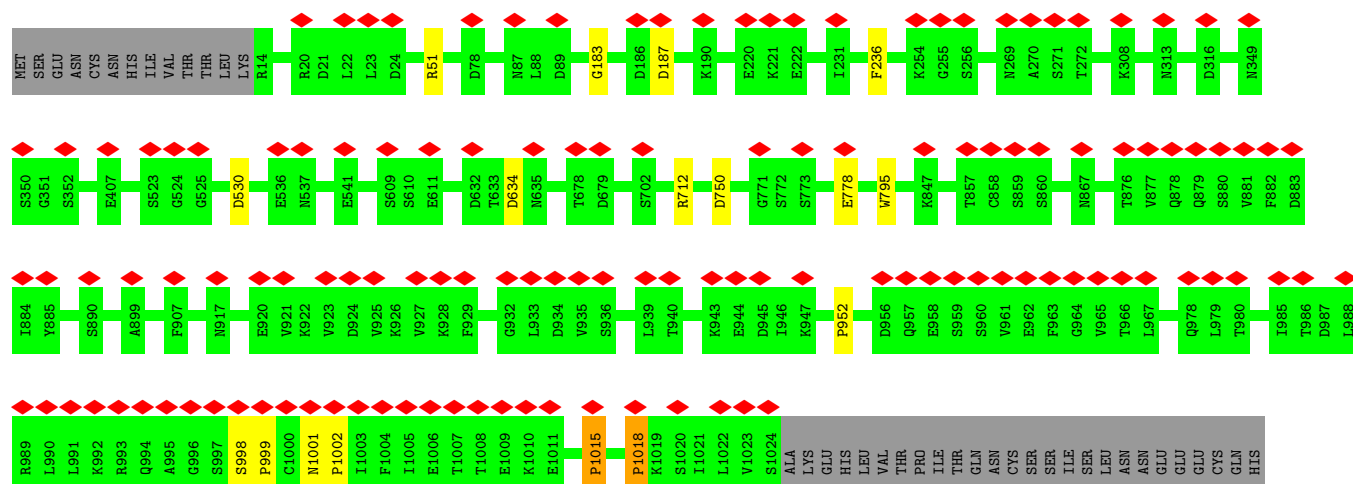 MET SER GLU ASN CYS ASN HIS ILE VAL THR THR LEU LYS R14 R20 D21 L22 L23 D24 R51 D78 N87 L88 D89 G183 D186 D187 K190 E220 K221 E222 I231 F236 K254 G255 S256 N269 A270 S271 T272 K308 N313 D316 N349
S350 G351 S352 E407 S523 G524 G525 D530 E536 N537 E541 S609 S610 E611 D632 T633 D634 N635 T678 D679 S702 R712 D750 G771 S772 S773 E778 W795 K847 T857 C858 S859 S860 N867 T876 V877 Q878 Q879 S880 V881 F882 D883
I884 Y885 S890 A899 F907 N917 E920 V921 K922 V923 D924 V925 K926 V927 K928 F929 G932 L933 D934 V935 S936 L939 T940 K943 E944 D945 I946 K947 P952 D956 Q957 E958 S959 S960 V961 E962 F963 G964 V965 T966 L967 Q978 L979 T980 I985 T986 D987 L988
R989 L990 L991 K992 R993 Q994 A995 G996 S997 S998 P999 C1000 N1001 P1002 I1003 F1004 I1005 E1006 T1007 T1008 E1009 K1010 E1011 P1015 P1018 K1019 S1020 I1021 L1022 V1023 S1024 ALA LYS GLU HIS LEU VAL THR PRO ILE THR GLN ASN CYS SER SER ILE SER LEU ASN ASN GLU GLU GLU CYS GLN HIS